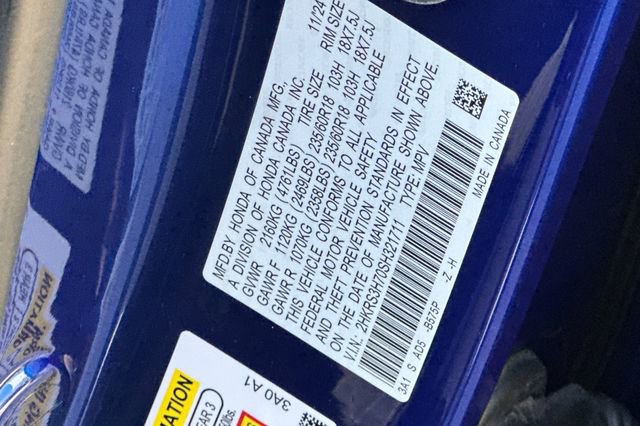 MFD.BY HONDA OF CANADA MFG. 11/24
A DIVISION OF HONDA CANADA INC.
TIRE SIZE RIM SIZE
GVWR 2160KG (4761LBS)
GAWR F 1120KG (2469LBS) 235/60R18 103H 18X7.5J
GAWR R 1070KG (2358LBS) 235/60R18 103H 18X7.5J
THIS VEHICLE CONFORMS TO ALL APPLICABLE
FEDERAL MOTOR VEHICLE SAFETY
AND THEFT PREVENTION STANDARDS IN EFFECT
ON THE DATE OF MANUFACTURE SHOWN ABOVE.
V.I.N.: 2HKRS3H70SH321711 TYPE: MPV
3A1 S AD5 -B575P -Z -H
MADE IN CANADA
3A0 A1